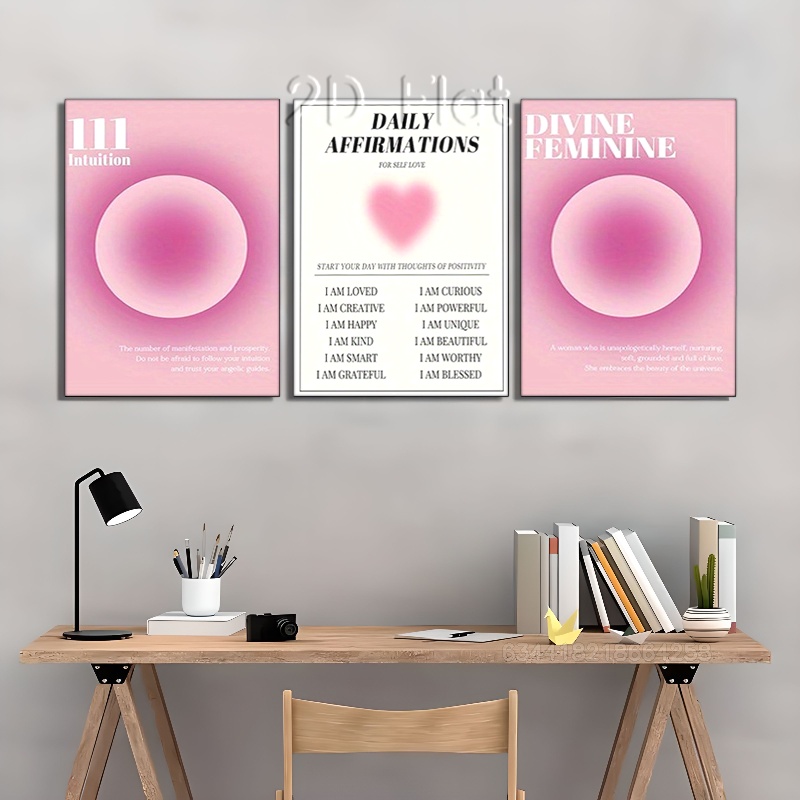 2D Flat
111
Intuition
The number of manifestation and prosperity.
Do not be afraid to follow your intuition
and trust your angelic guides.
DAILY
AFFIRMATIONS
FOR SELF LOVE
START YOUR DAY WITH THOUGHTS OF POSITIVITY
I AM LOVED
I AM CREATIVE
I AM HAPPY
I AM KIND
I AM SMART
I AM GRATEFUL
I AM CURIOUS
I AM POWERFUL
I AM UNIQUE
I AM BEAUTIFUL
I AM WORTHY
I AM BLESSED
DIVINE
FEMININE
A woman who is unapologetically herself, nurturing,
soft, grounded and full of love.
She embraces the beauty of the universe.